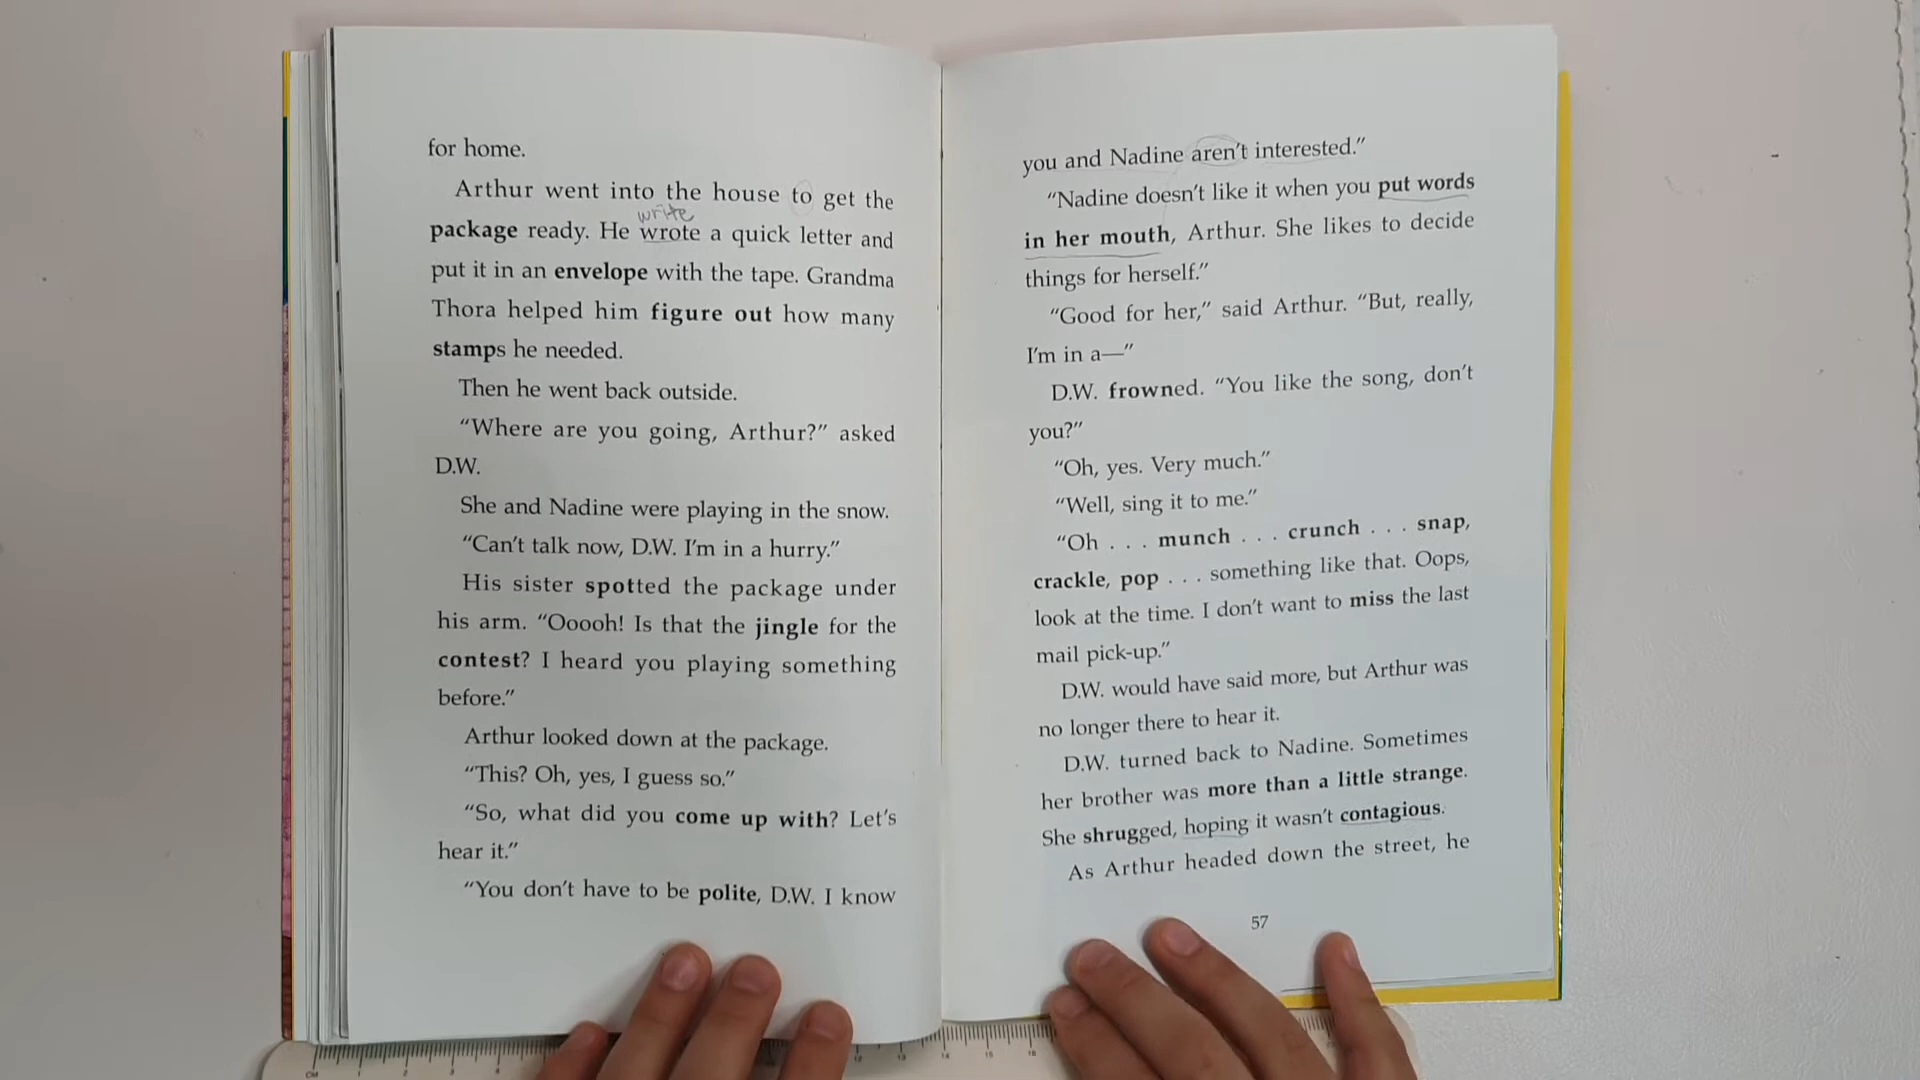 for home.
Arthur went into the house to get the
write
package ready. He wrote a quick letter and
put it in an envelope with the tape. Grandma
Thora helped him figure out how many
stamps he needed.
Then he went back outside.
“Where are you going, Arthur?” asked
D.W.
She and Nadine were playing in the snow.
“Can't talk now, D.W. I'm in a hurry.”
His sister spotted the package under
his arm. “Ooooh! Is that the jingle for the
contest? I heard you playing something
before.”
Arthur looked down at the package.
“This? Oh, yes, I guess so.”
“So, what did you come up with? Let's
hear it.”
“You don't have to be polite, D.W. I know
you and Nadine aren't interested.”
“Nadine doesn't like it when you put words
in her mouth, Arthur. She likes to decide
things for herself.”
“Good for her,” said Arthur. “But, really,
I'm in a—”
D.W. frowned. “You like the song, don't
you?”
“Oh, yes. Very much.”
“Well, sing it to me.”
“Oh . . . munch . . . crunch . . . snap,
crackle, pop . . . something like that. Oops,
look at the time. I don't want to miss the last
mail pick-up.”
D.W. would have said more, but Arthur was
no longer there to hear it.
D.W. turned back to Nadine. Sometimes
her brother was more than a little strange.
She shrugged, hoping it wasn't contagious.
As Arthur headed down the street, he
57